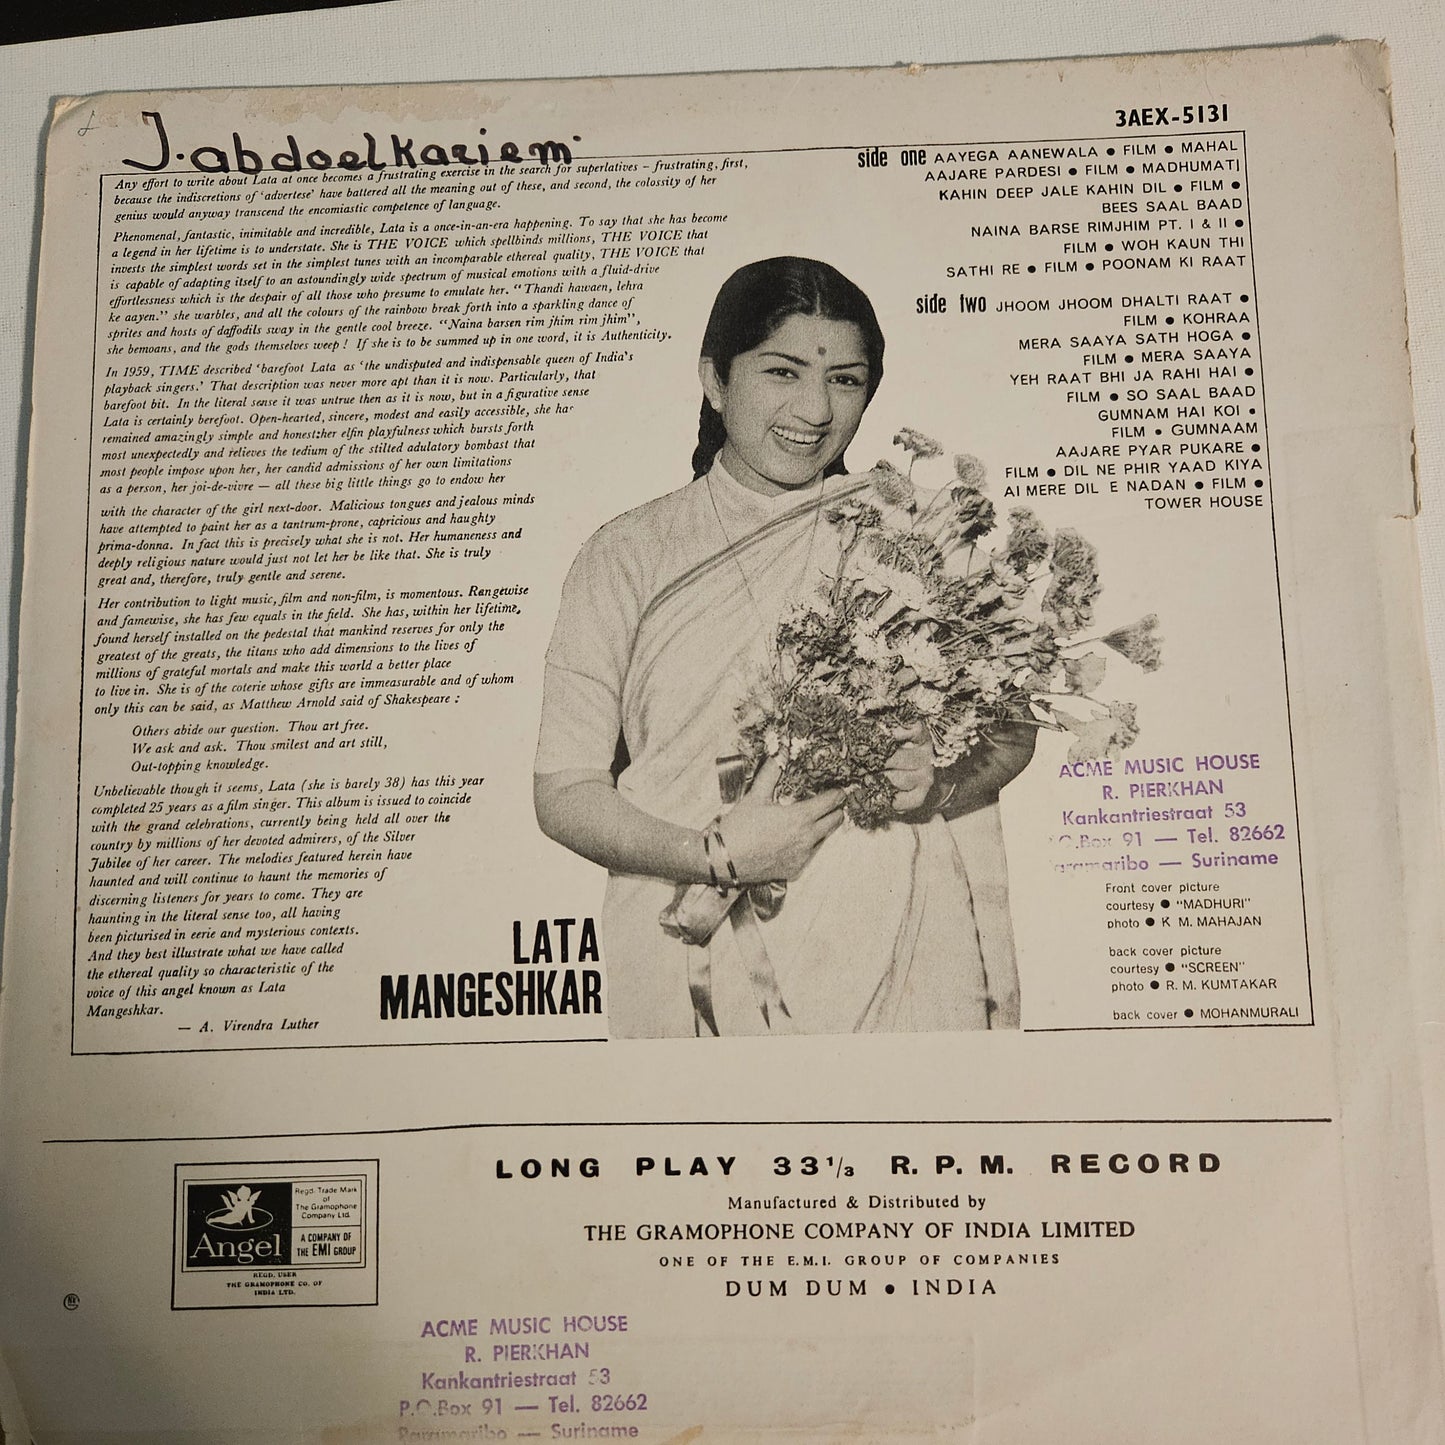 J. abdoelkariem
3AEX-5131
Any effort to write about Lata at once becomes a frustrating exercise in the search for superlatives – frustrating, first,
because the indiscretions of 'advertese' have battered all the meaning out of these, and second, the colossity of her
genius would anyway transcend the encomiastic competence of language.
Phenomenal, fantastic, inimitable and incredible, Lata is a once-in-an-era happening. To say that she has become
a legend in her lifetime is to understate. She is THE VOICE which spellbinds millions, THE VOICE that
invests the simplest words set in the simplest tunes with an incomparable ethereal quality, THE VOICE that
is capable of adapting itself to an astoundingly wide spectrum of musical emotions with a fluid-drive
effortlessness which is the despair of all those who presume to emulate her. "Thandi hawaen, lehra
ke aayen." she warbles, and all the colours of the rainbow break forth into a sparkling dance of
sprites and hosts of daffodils sway in the gentle cool breeze. "Naina barsen rim jhim rim jhim",
she bemoans, and the gods themselves weep ! If she is to be summed up in one word, it is Authenticity.
In 1959, TIME described 'barefoot Lata as 'the undisputed and indispensable queen of India's
playback singers.' That description was never more apt than it is now. Particularly, that
barefoot bit. In the literal sense it was untrue then as it is now, but in a figurative sense
Lata is certainly berefoot. Open-hearted, sincere, modest and easily accessible, she has
remained amazingly simple and honest:her elfin playfulness which bursts forth
most unexpectedly and relieves the tedium of the stilted adulatory bombast that
most people impose upon her, her candid admissions of her own limitations
as a person, her joi-de-vivre — all these big little things go to endow her
with the character of the girl next-door. Malicious tongues and jealous minds
have attempted to paint her as a tantrum-prone, capricious and haughty
prima-donna. In fact this is precisely what she is not. Her humaneness and
deeply religious nature would just not let her be like that. She is truly
great and, therefore, truly gentle and serene.
Her contribution to light music, film and non-film, is momentous. Rangewise
and famewise, she has few equals in the field. She has, within her lifetime,
found herself installed on the pedestal that mankind reserves for only the
greatest of the greats, the titans who add dimensions to the lives of
millions of grateful mortals and make this world a better place
to live in. She is of the coterie whose gifts are immeasurable and of whom
only this can be said, as Matthew Arnold said of Shakespeare :
Others abide our question. Thou art free.
We ask and ask. Thou smilest and art still,
Out-topping knowledge.
Unbelievable though it seems, Lata (she is barely 38) has this year
completed 25 years as a film singer. This album is issued to coincide
with the grand celebrations, currently being held all over the
country by millions of her devoted admirers, of the Silver
Jubilee of her career. The melodies featured herein have
haunted and will continue to haunt the memories of
discerning listeners for years to come. They are
haunting in the literal sense too, all having
been picturised in eerie and mysterious contexts.
And they best illustrate what we have called
the ethereal quality so characteristic of the
voice of this angel known as Lata
Mangeshkar.
— A. Virendra Luther
side one AAYEGA AANEWALA ● FILM ● MAHAL
AAJARE PARDESI ● FILM ● MADHUMATI
KAHIN DEEP JALE KAHIN DIL ● FILM ●
BEES SAAL BAAD
NAINA BARSE RIMJHIM PT. I & II ●
FILM ● WOH KAUN THI
SATHI RE ● FILM ● POONAM KI RAAT
side two JHOOM JHOOM DHALTI RAAT ●
FILM ● KOHRAA
MERA SAAYA SATH HOGA ●
FILM ● MERA SAAYA
YEH RAAT BHI JA RAHI HAI ●
FILM ● SO SAAL BAAD
GUMNAM HAI KOI ●
FILM ● GUMNAAM
AAJARE PYAR PUKARE ●
FILM ● DIL NE PHIR YAAD KIYA
AI MERE DIL E NADAN ● FILM ●
TOWER HOUSE
LATA
MANGESHKAR
ACME MUSIC HOUSE
R. PIERKHAN
Kankantriestraat 53
P.O.Box 91 — Tel. 82662
Paramaribo — Suriname
Front cover picture
courtesy ● "MADHURI"
photo ● K M. MAHAJAN
back cover picture
courtesy ● "SCREEN"
photo ● R. M. KUMTAKAR
back cover ● MOHANMURALI
LONG PLAY 33 1/3 R. P. M. RECORD
Manufactured & Distributed by
THE GRAMOPHONE COMPANY OF INDIA LIMITED
ONE OF THE E.M.I. GROUP OF COMPANIES
DUM DUM ● INDIA
Angel
Regd. Trade Mark
of
The Gramophone
Company Ltd.
A COMPANY OF
THE EMI GROUP
REGD. USER
THE GRAMOPHONE CO. OF
INDIA LTD.
ACME MUSIC HOUSE
R. PIERKHAN
Kankantriestraat 53
P.O.Box 91 — Tel. 82662
Paramaribo — Suriname